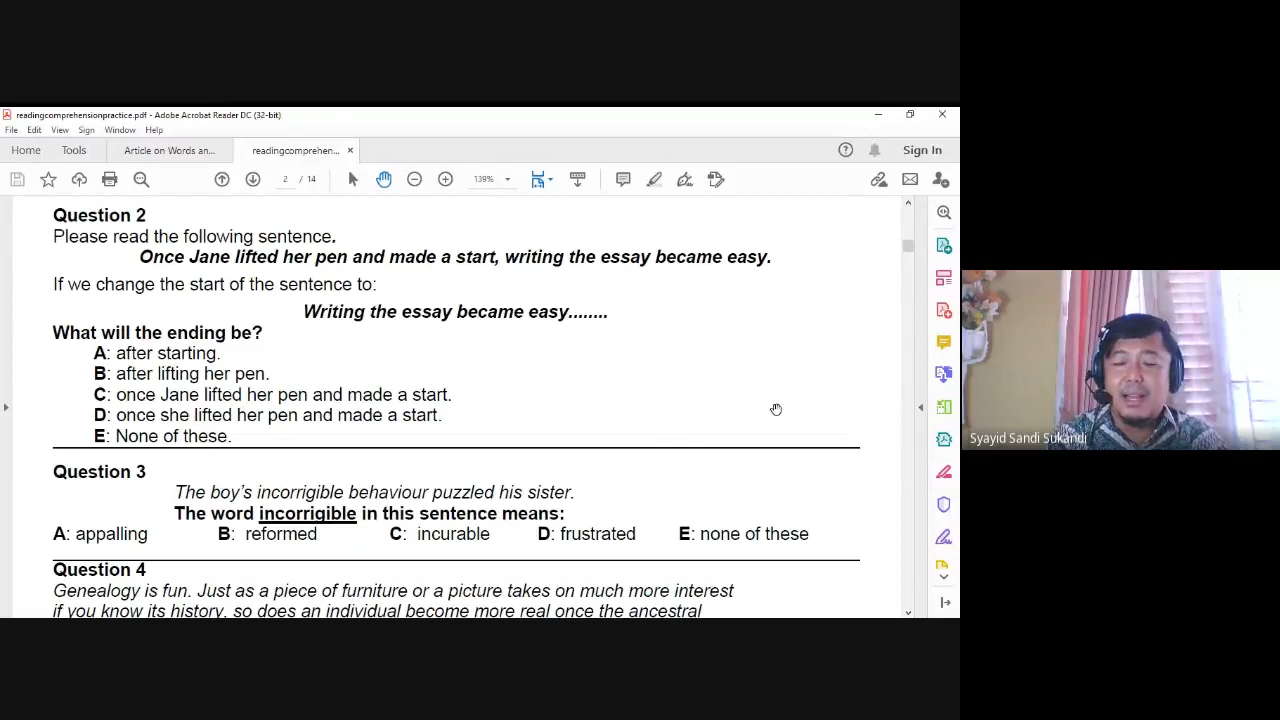 readingcomprehensionpractice.pdf - Adobe Acrobat Reader DC (32-bit)
File Edit View Sign Window Help
Home Tools Article on Words an... readingcomprehen... × Sign In
2 / 14 139%
Question 2
Please read the following sentence.
Once Jane lifted her pen and made a start, writing the essay became easy.
If we change the start of the sentence to:
Writing the essay became easy........
What will the ending be?
A: after starting.
B: after lifting her pen.
C: once Jane lifted her pen and made a start.
D: once she lifted her pen and made a start.
E: None of these.
Question 3
The boy's incorrigible behaviour puzzled his sister.
The word incorrigible in this sentence means:
A: appalling B: reformed C: incurable D: frustrated E: none of these
Question 4
Genealogy is fun. Just as a piece of furniture or a picture takes on much more interest
if you know its history, so does an individual become more real once the ancestral
Syayid Sandi Sukandi